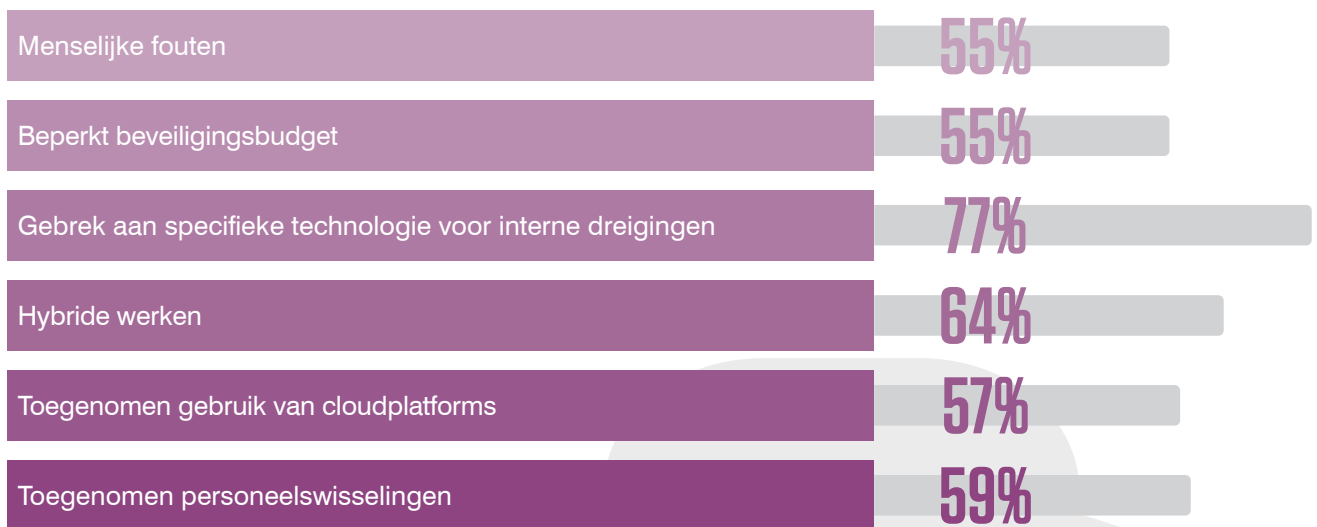 Menselijke fouten 55%
Beperkt beveiligingsbudget 55%
Gebrek aan specifieke technologie voor interne dreigingen 77%
Hybride werken 64%
Toegenomen gebruik van cloudplatforms 57%
Toegenomen personeelswisselingen 59%